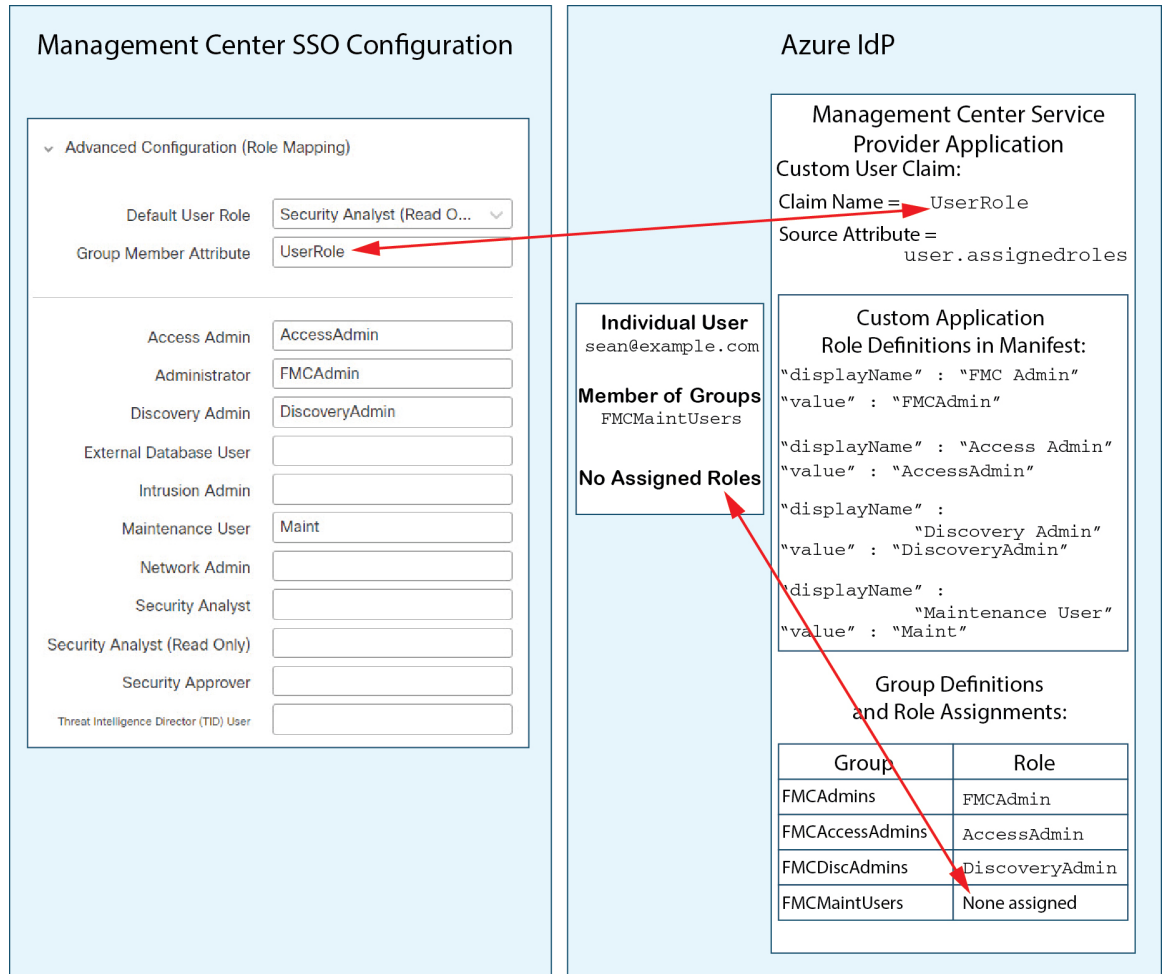 Management Center SSO Configuration
Advanced Configuration (Role Mapping)
Default User Role
Security Analyst (Read O...
Group Member Attribute
UserRole
Access Admin
AccessAdmin
Administrator
FMCAdmin
Discovery Admin
DiscoveryAdmin
External Database User
Intrusion Admin
Maintenance User
Maint
Network Admin
Security Analyst
Security Analyst (Read Only)
Security Approver
Threat Intelligence Director (TID) User
Azure IdP
Individual User
sean@example.com
Member of Groups
FMCMaintUsers
No Assigned Roles
Management Center Service
Provider Application
Custom User Claim:
Claim Name = UserRole
Source Attribute =
user.assignedroles
Custom Application
Role Definitions in Manifest:
“displayName” : “FMC Admin”
“value” : “FMCAdmin”
“displayName” : “Access Admin”
“value” : “AccessAdmin”
“displayName” :
“Discovery Admin”
“value” : “DiscoveryAdmin”
“displayName” :
“Maintenance User”
“value” : “Maint”
Group Definitions
and Role Assignments:
Group Role
FMCAdmins FMCAdmin
FMCAccessAdmins AccessAdmin
FMCDiscAdmins DiscoveryAdmin
FMCMaintUsers None assigned